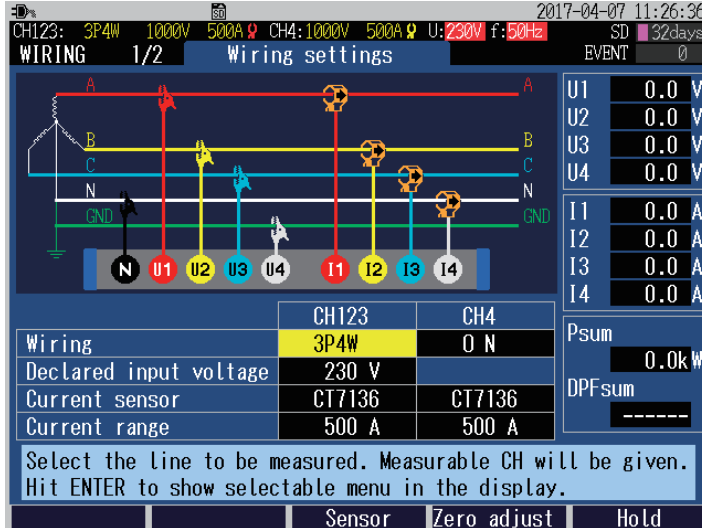 SD 2017-04-07 11:26:36
CH123: 3P4W 1000V 500A CH4:1000V 500A U:230V f:50Hz SD 32days
WIRING 1/2 Wiring settings EVENT 0
A A
B B
C C
N N
GND GND
N U1 U2 U3 U4 I1 I2 I3 I4
U1 0.0 V
U2 0.0 V
U3 0.0 V
U4 0.0 V
I1 0.0 A
I2 0.0 A
I3 0.0 A
I4 0.0 A
Psum
0.0kW
DPFsum
------
CH123 CH4
Wiring 3P4W ON
Declared input voltage 230 V
Current sensor CT7136 CT7136
Current range 500 A 500 A
Select the line to be measured. Measurable CH will be given.
Hit ENTER to show selectable menu in the display.
Sensor Zero adjust Hold